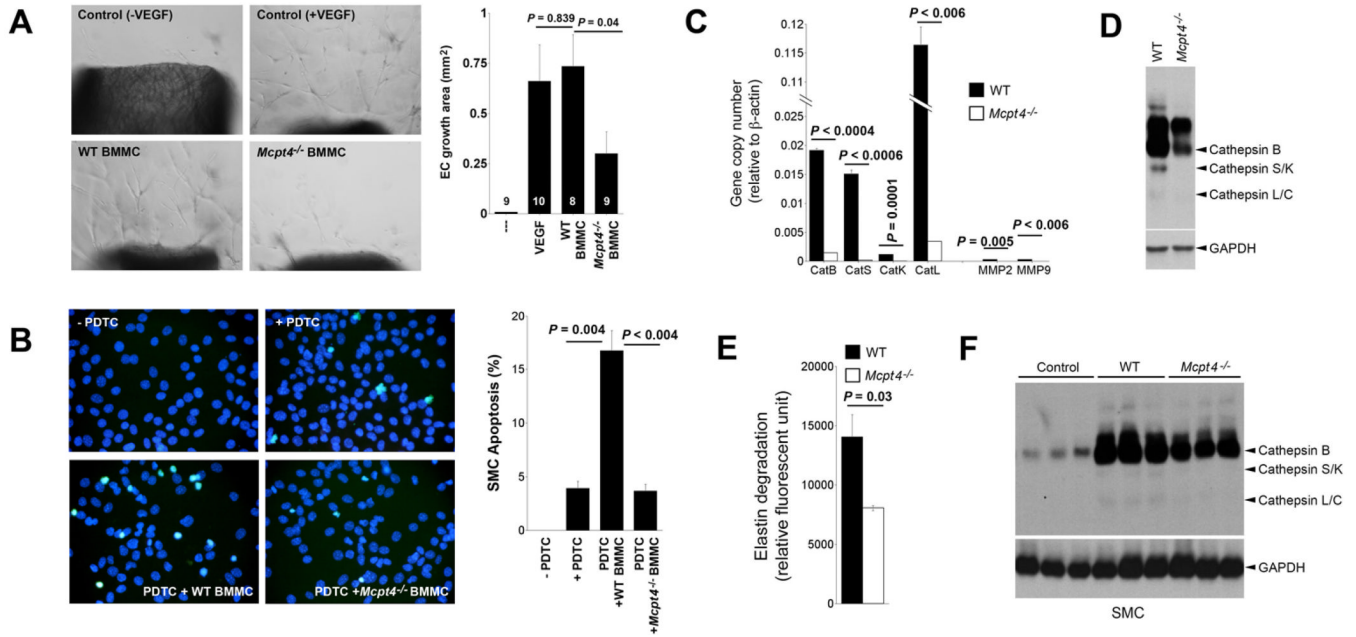 A
Control (-VEGF)
Control (+VEGF)
WT BMMC
Mcpt4-/- BMMC
EC growth area (mm2)
1
0.75
0.5
0.25
0
P = 0.839
P = 0.04
9
10
8
9
---
VEGF
WT
BMMC
Mcpt4-/-
BMMC
B
- PDTC
+ PDTC
PDTC + WT BMMC
PDTC +Mcpt4-/- BMMC
SMC Apoptosis (%)
20
15
10
5
0
P = 0.004
P < 0.004
- PDTC
+ PDTC
PDTC
+WT BMMC
PDTC
+Mcpt4-/- BMMC
C
Gene copy number
(relative to β-actin)
0.12
0.115
0.11
0.02
0.015
0.01
0.005
0
P < 0.0004
P < 0.0006
P = 0.0001
P < 0.006
P = 0.005
P < 0.006
WT
Mcpt4-/-
CatB
CatS
CatK
CatL
MMP2
MMP9
D
WT
Mcpt4-/-
Cathepsin B
Cathepsin S/K
Cathepsin L/C
GAPDH
E
WT
Mcpt4-/-
P = 0.03
Elastin degradation
(relative fluorescent unit)
20000
15000
10000
5000
0
F
Control
WT
Mcpt4-/-
Cathepsin B
Cathepsin S/K
Cathepsin L/C
GAPDH
SMC